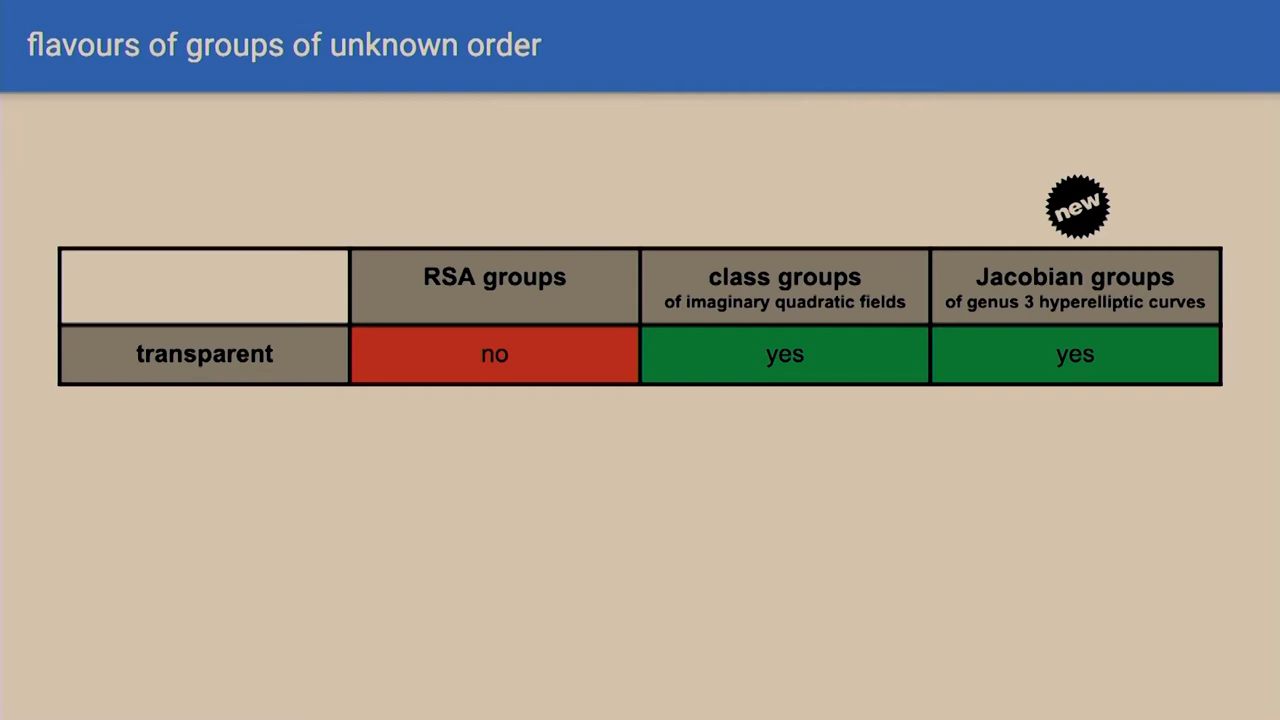 flavours of groups of unknown order
new
RSA groups
class groups
of imaginary quadratic fields
Jacobian groups
of genus 3 hyperelliptic curves
transparent
no
yes
yes